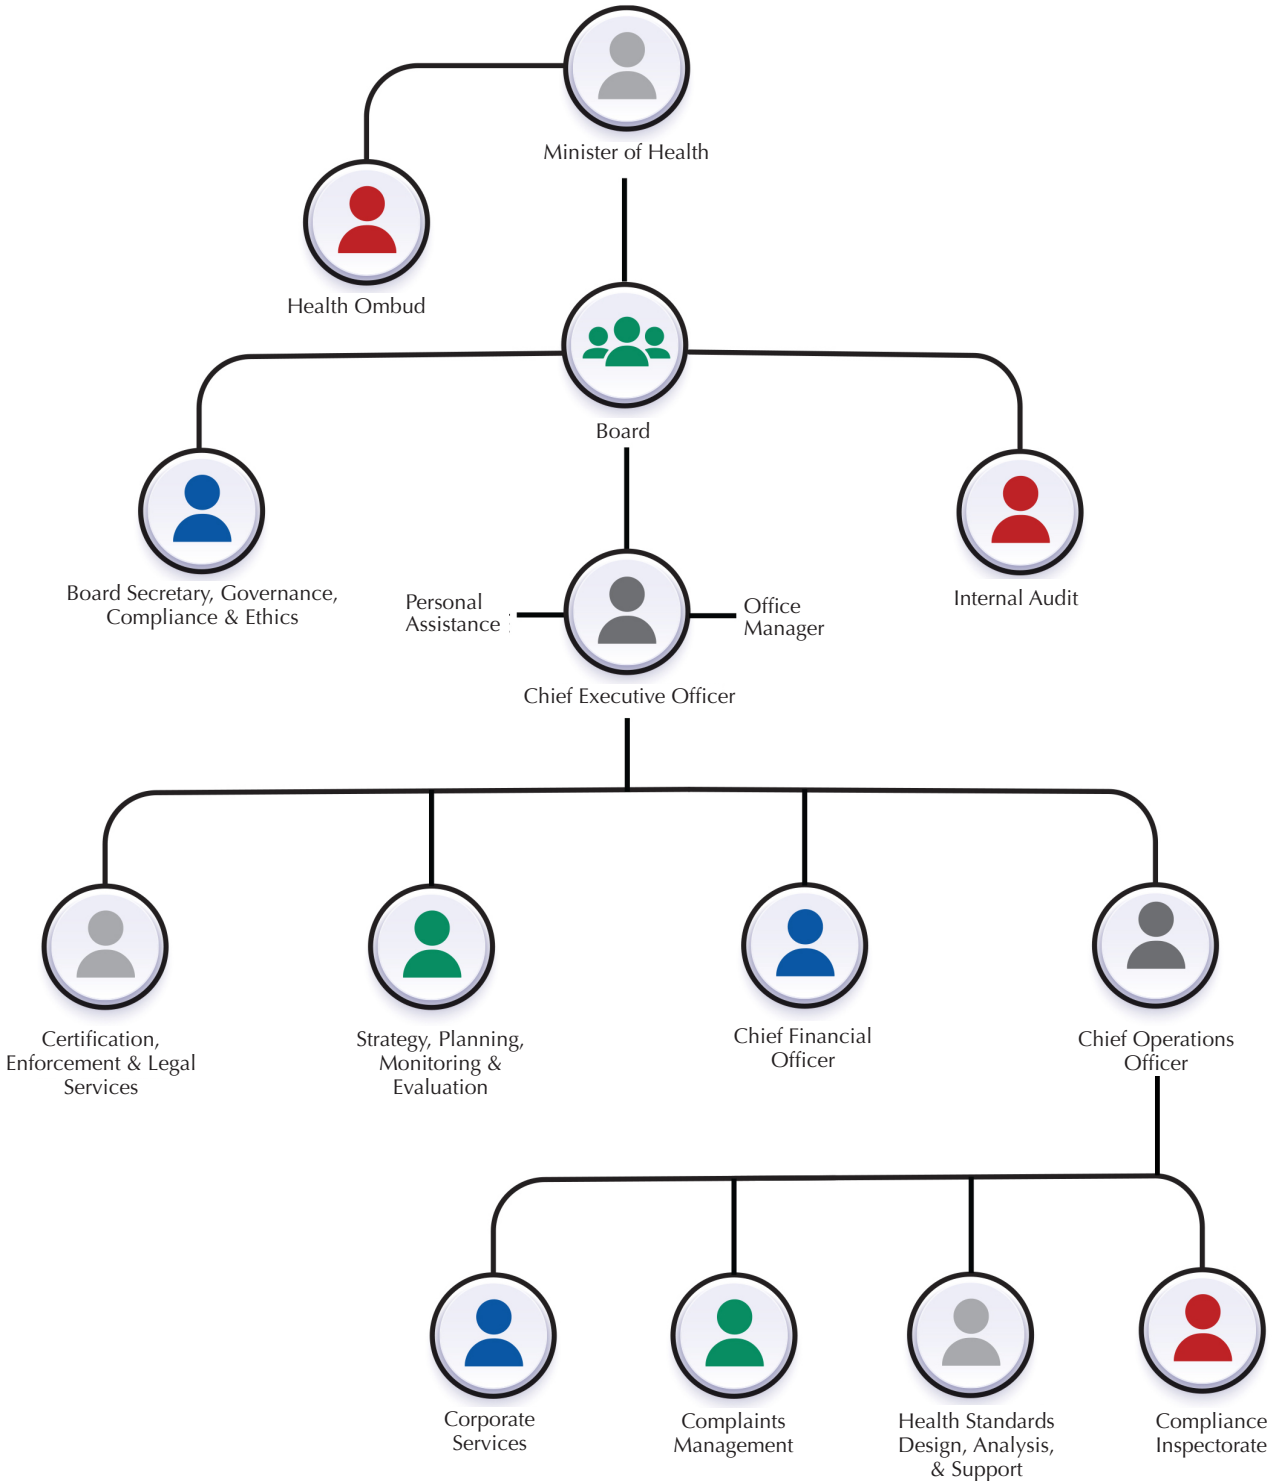 Minister of Health
Health Ombud
Board
Board Secretary, Governance,
Compliance & Ethics
Personal
Assistance
Office
Manager
Internal Audit
Chief Executive Officer
Certification,
Enforcement & Legal
Services
Strategy, Planning,
Monitoring &
Evaluation
Chief Financial
Officer
Chief Operations
Officer
Corporate
Services
Complaints
Management
Health Standards
Design, Analysis,
& Support
Compliance
Inspectorate